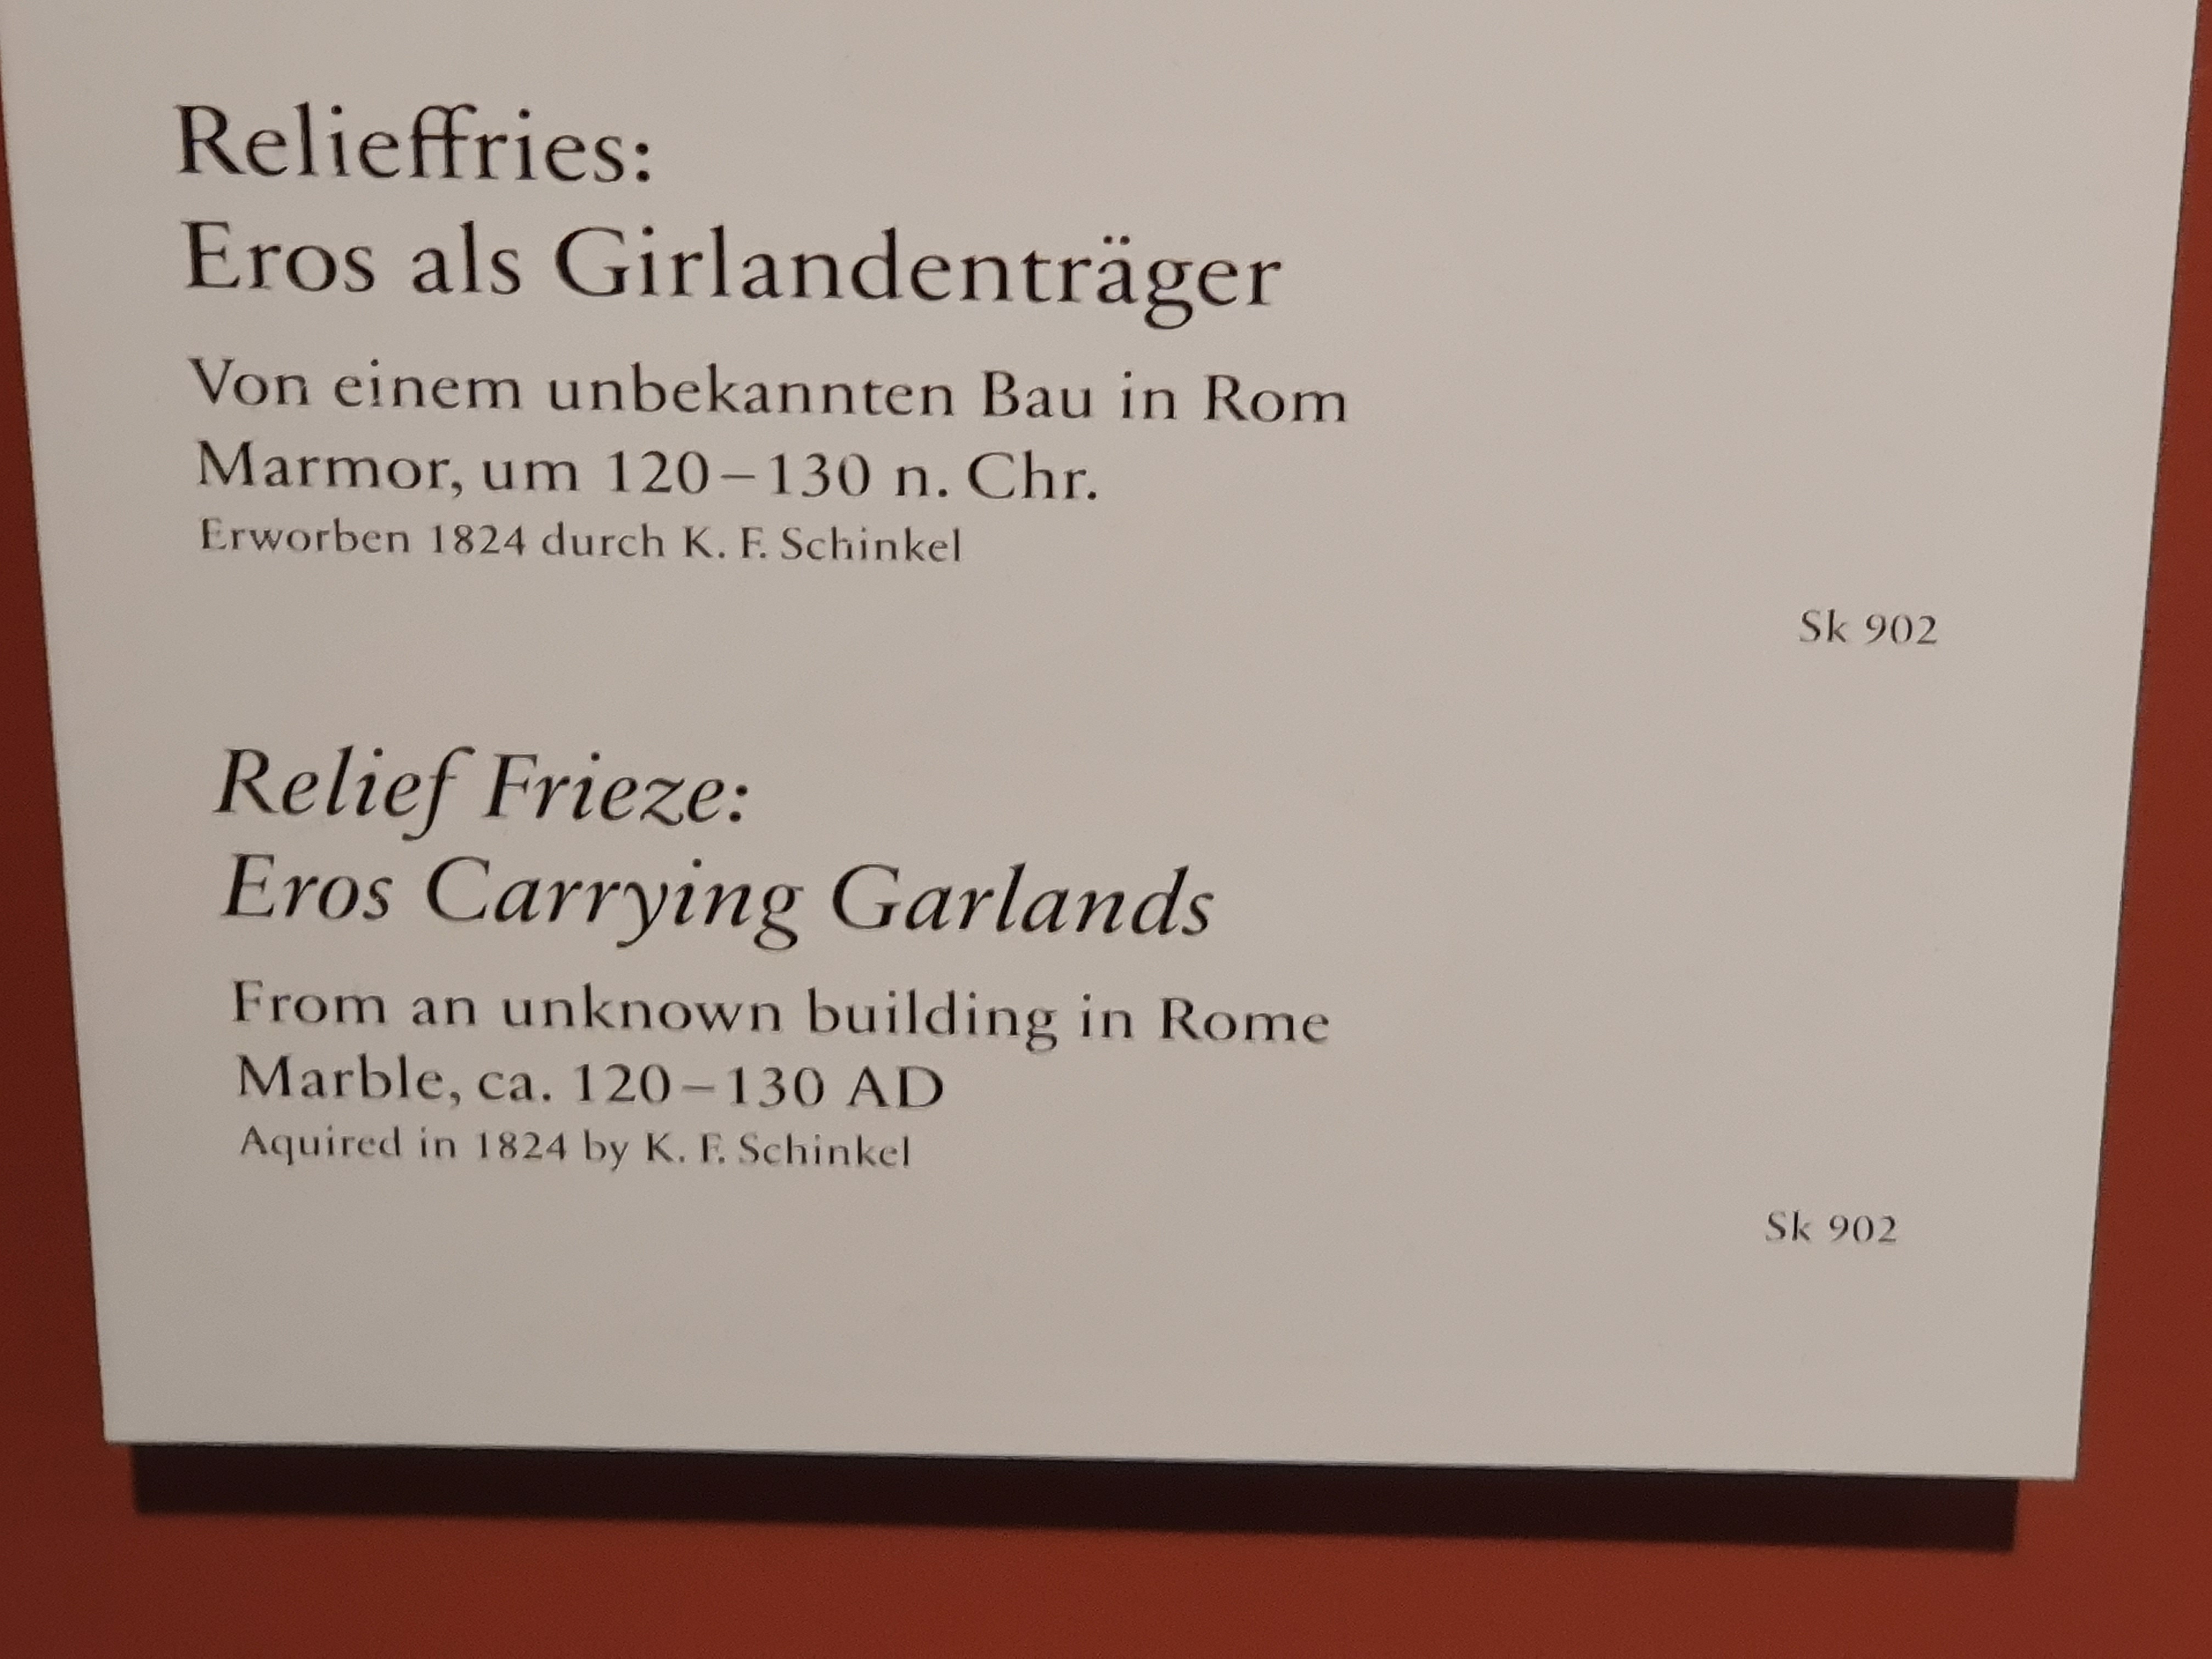 Relieffries:
Eros als Girlandenträger
Von einem unbekannten Bau in Rom
Marmor, um 120–130 n. Chr.
Erworben 1824 durch K. F. Schinkel
Sk 902
Relief Frieze:
Eros Carrying Garlands
From an unknown building in Rome
Marble, ca. 120–130 AD
Aquired in 1824 by K. F. Schinkel
Sk 902